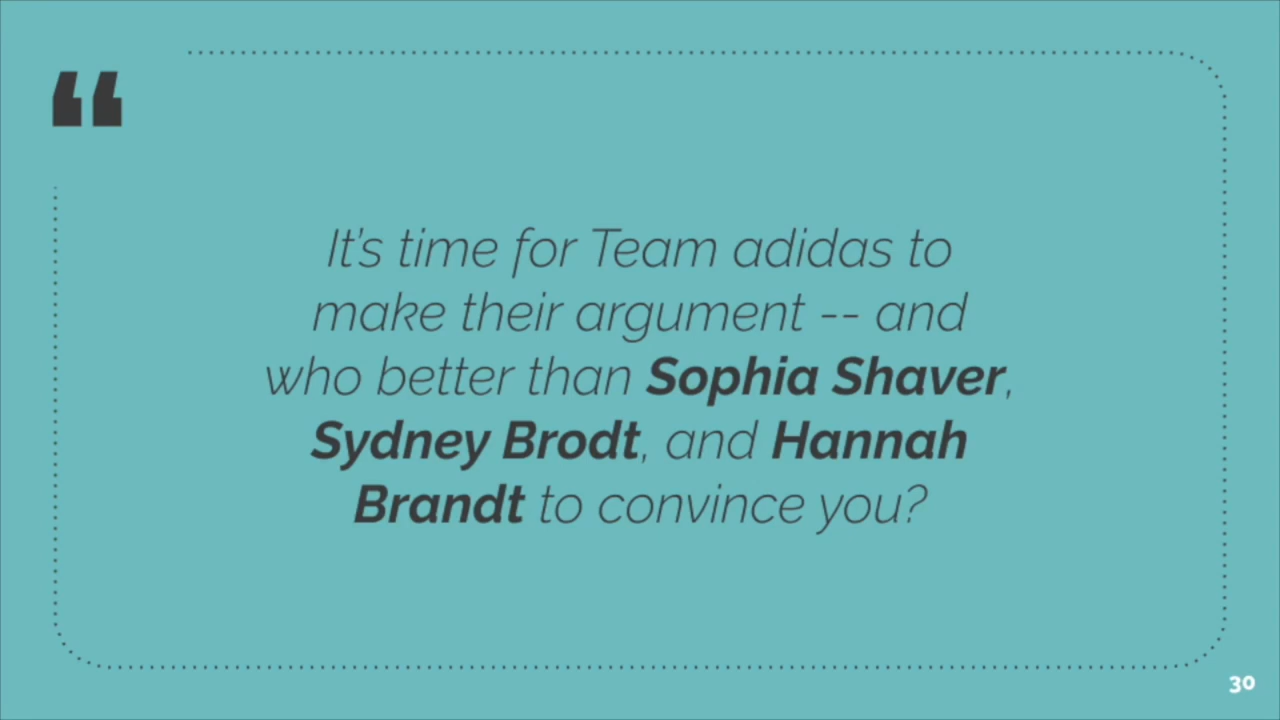 “
It's time for Team adidas to
make their argument -- and
who better than Sophia Shaver,
Sydney Brodt, and Hannah
Brandt to convince you?
30